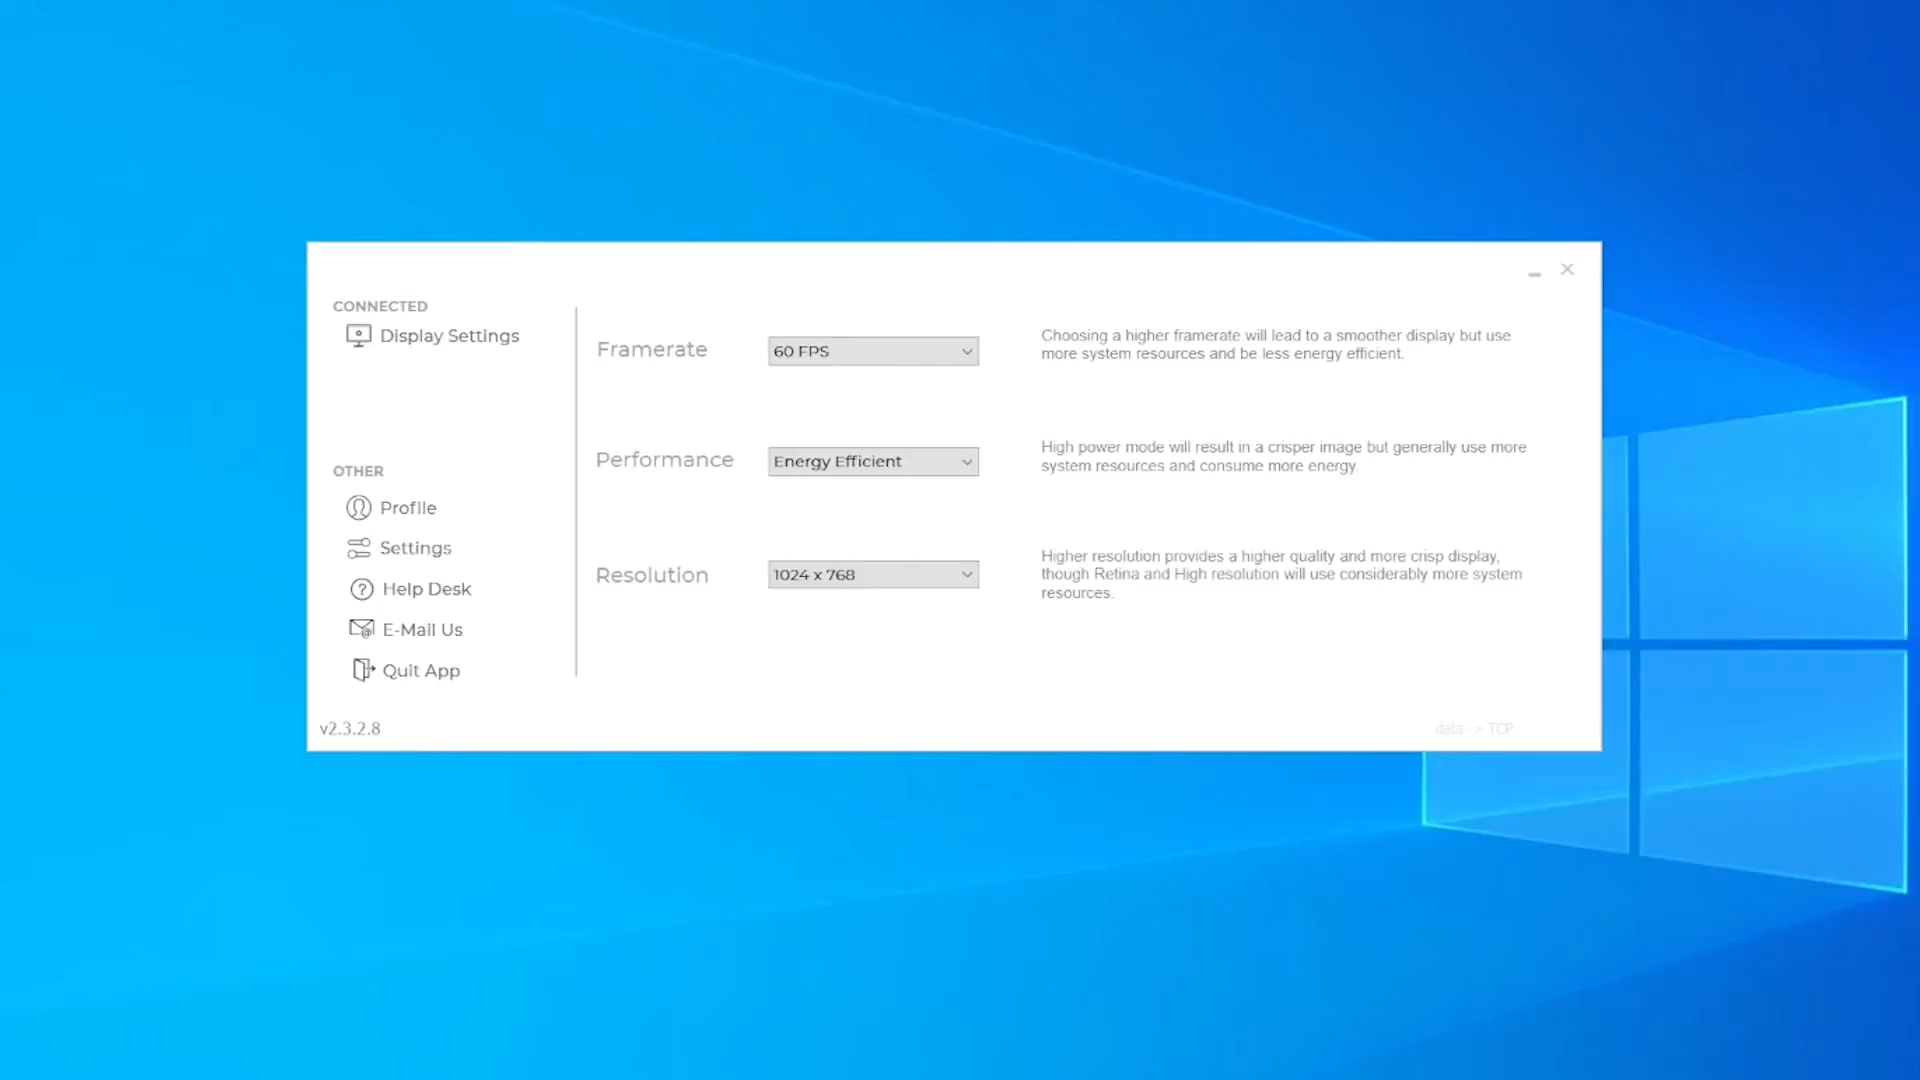 CONNECTED
Display Settings
Framerate
60 FPS
Choosing a higher framerate will lead to a smoother display but use
more system resources and be less energy efficient.
Performance
Energy Efficient
High power mode will result in a crisper image but generally use more
system resources and consume more energy.
OTHER
Profile
Settings
Help Desk
E-Mail Us
Quit App
Resolution
1024 x 768
Higher resolution provides a higher quality and more crisp display,
though Retina and High resolution will use considerably more system
resources.
v2.3.2.8
data -> TCP